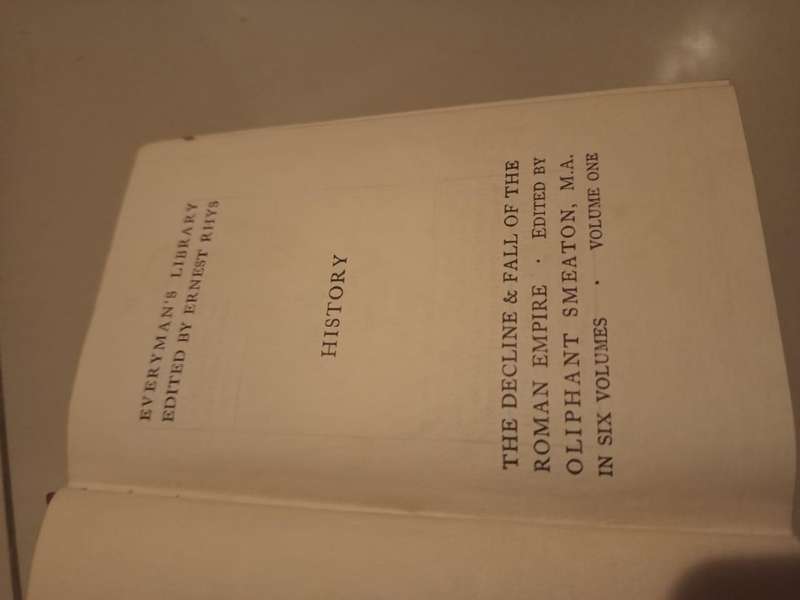 EVERYMAN'S LIBRARY
EDITED BY ERNEST RHYS
HISTORY
THE DECLINE & FALL OF THE
ROMAN EMPIRE · EDITED BY
OLIPHANT SMEATON, M.A.
IN SIX VOLUMES · VOLUME ONE